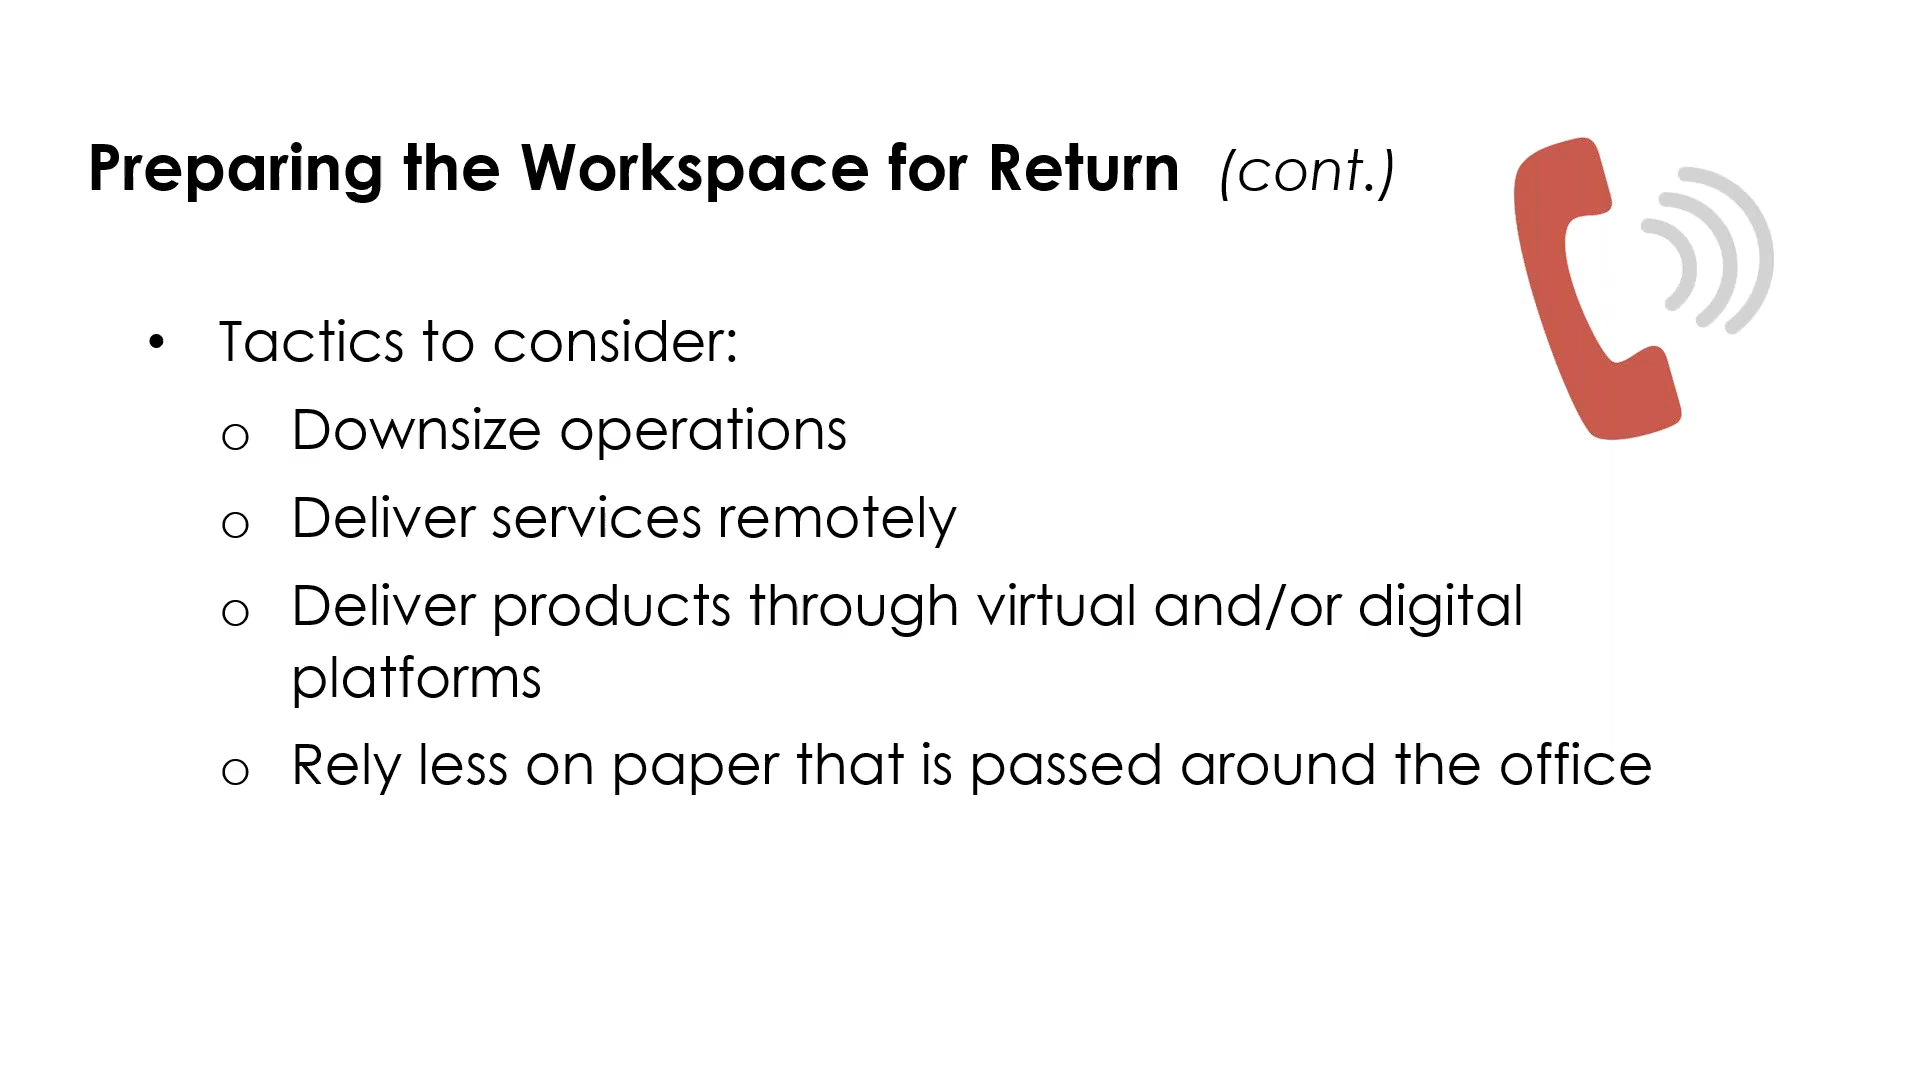 Preparing the Workspace for Return (cont.)
• Tactics to consider:
o Downsize operations
o Deliver services remotely
o Deliver products through virtual and/or digital
platforms
o Rely less on paper that is passed around the office